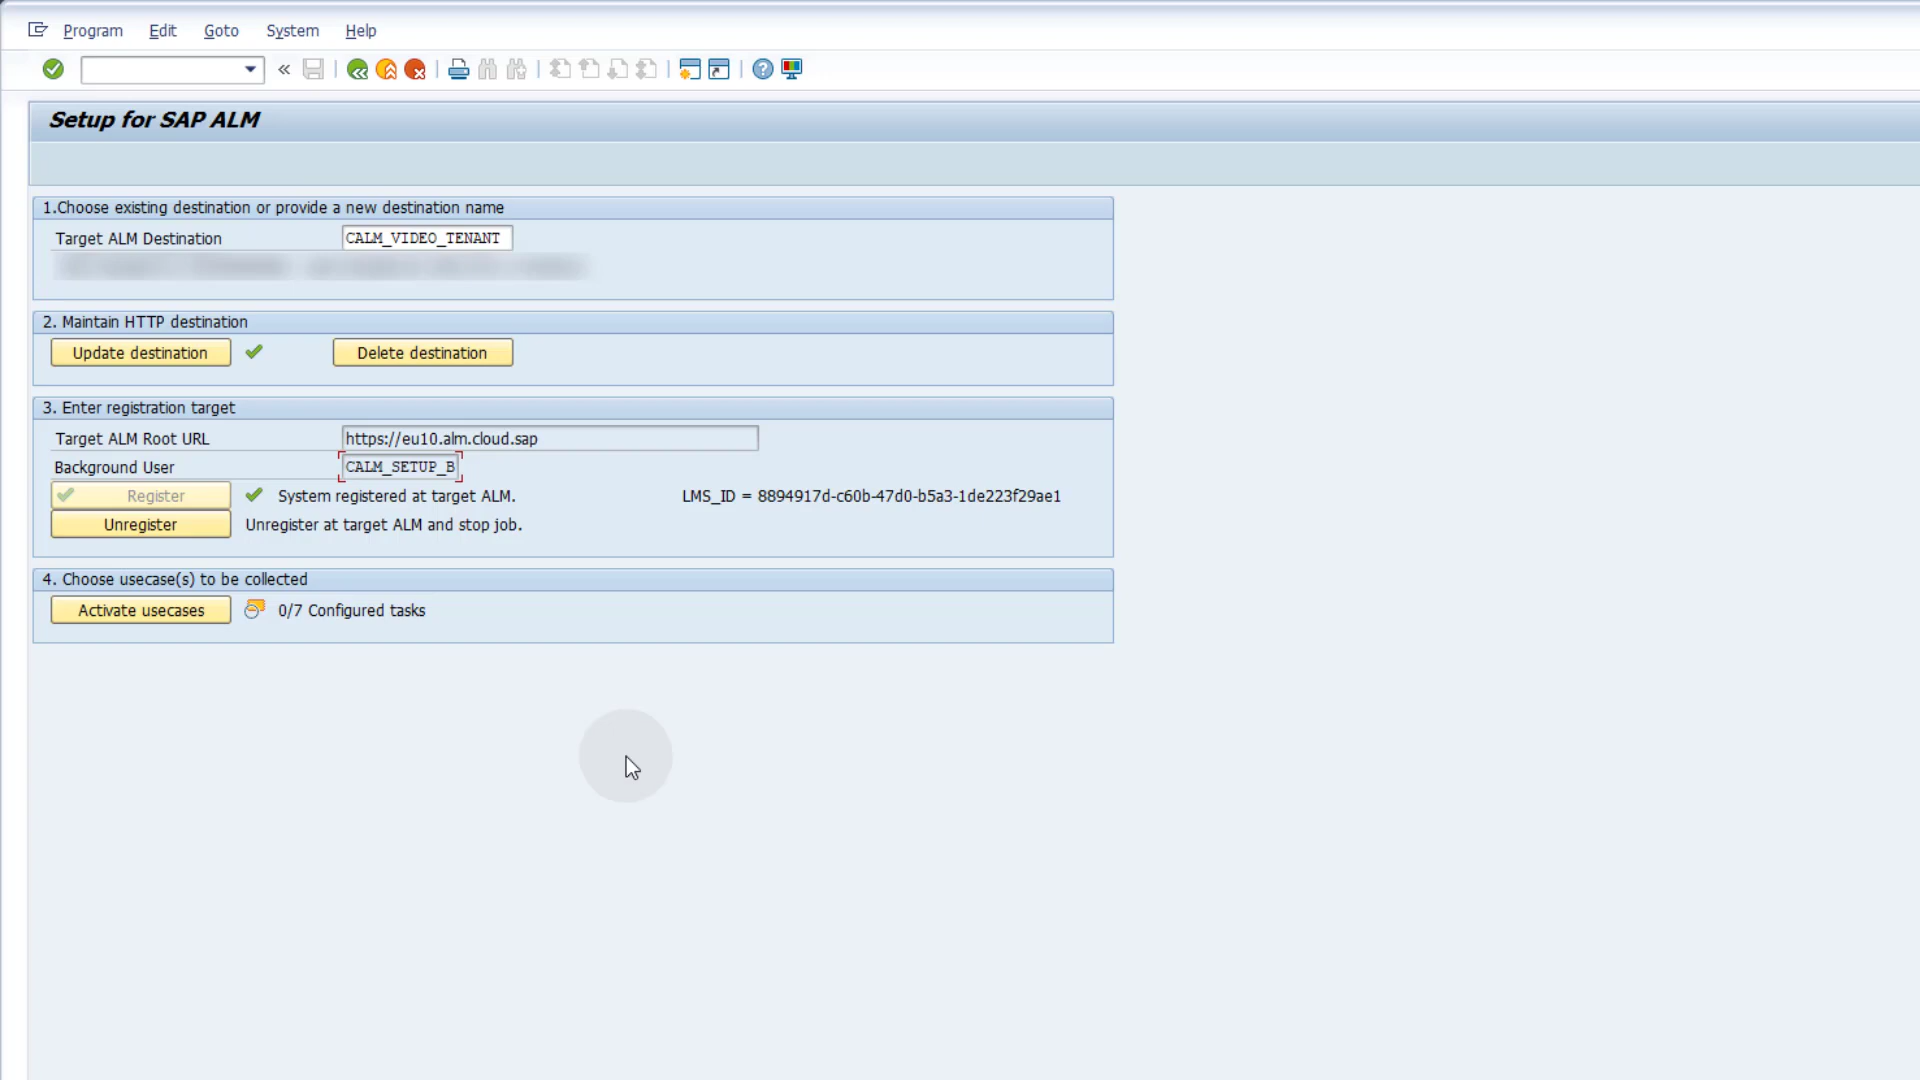 Program Edit Goto System Help
Setup for SAP ALM
1.Choose existing destination or provide a new destination name
Target ALM Destination CALM_VIDEO_TENANT
2. Maintain HTTP destination
Update destination Delete destination
3. Enter registration target
Target ALM Root URL https://eu10.alm.cloud.sap
Background User CALM_SETUP_B
Register System registered at target ALM. LMS_ID = 8894917d-c60b-47d0-b5a3-1de223f29ae1
Unregister Unregister at target ALM and stop job.
4. Choose usecase(s) to be collected
Activate usecases 0/7 Configured tasks